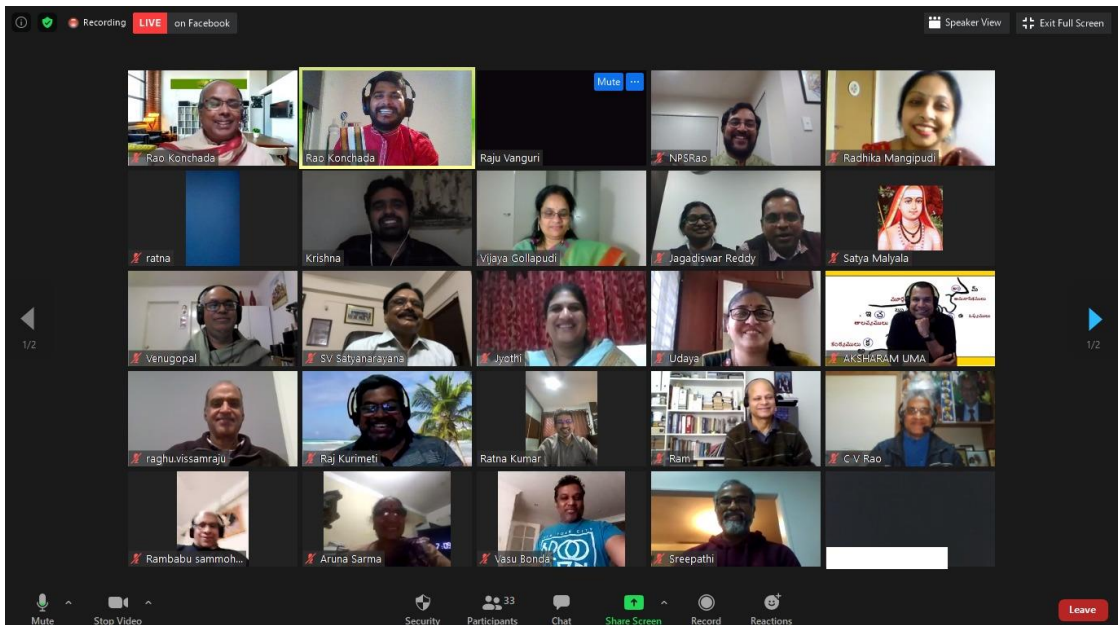 Recording LIVE on Facebook
Speaker View Exit Full Screen
Mute ...
Rao Konchada
Rao Konchada
Raju Vanguri
NPSRao
Radhika Mangipudi
ratna
Krishna
Vijaya Gollapudi
Jagadiswar Reddy
Satya Malyala
Venugopal
SV Satyanarayana
Jyothi
Udaya
AKSHARAM UMA
1/2
1/2
raghu.vissamraju
Raj Kurimeti
Ratna Kumar
Ram
C V Rao
Rambabu sammoh...
Aruna Sarma
Vasu Bonda
Sreepathi
Mute
Stop Video
Security
33
Participants
Chat
Share Screen
Record
Reactions
Leave